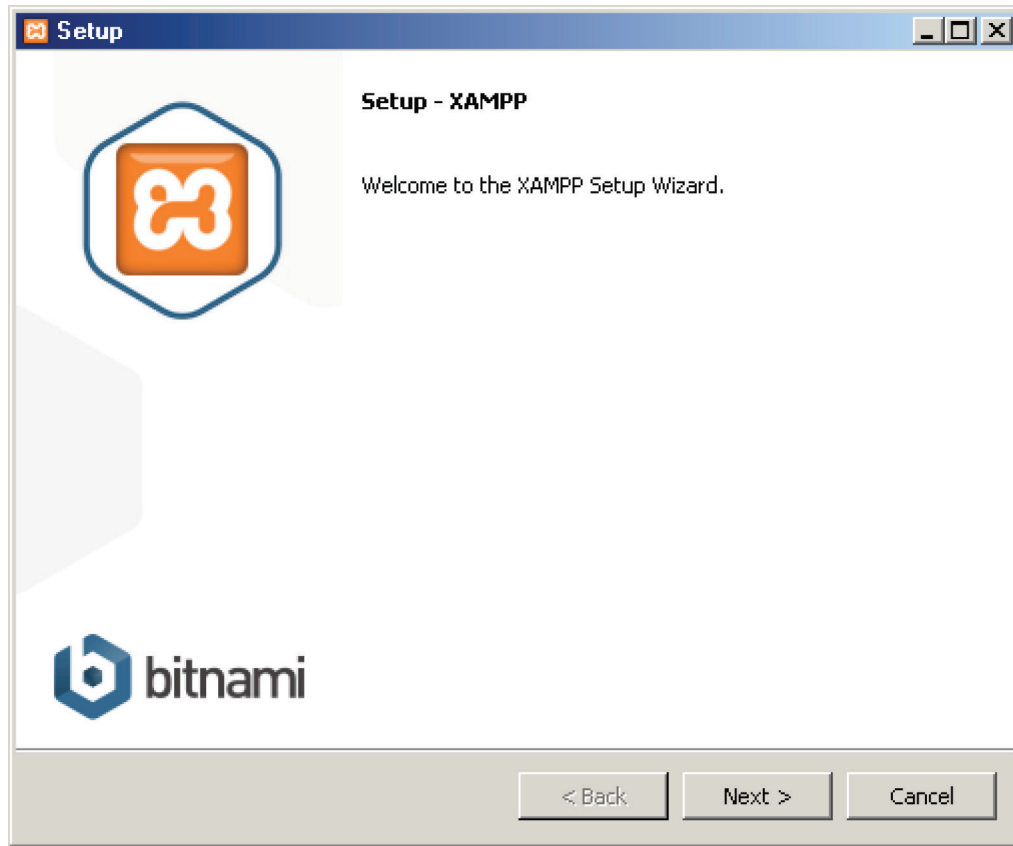 Setup
Setup - XAMPP
Welcome to the XAMPP Setup Wizard.
bitnami
< Back
Next >
Cancel